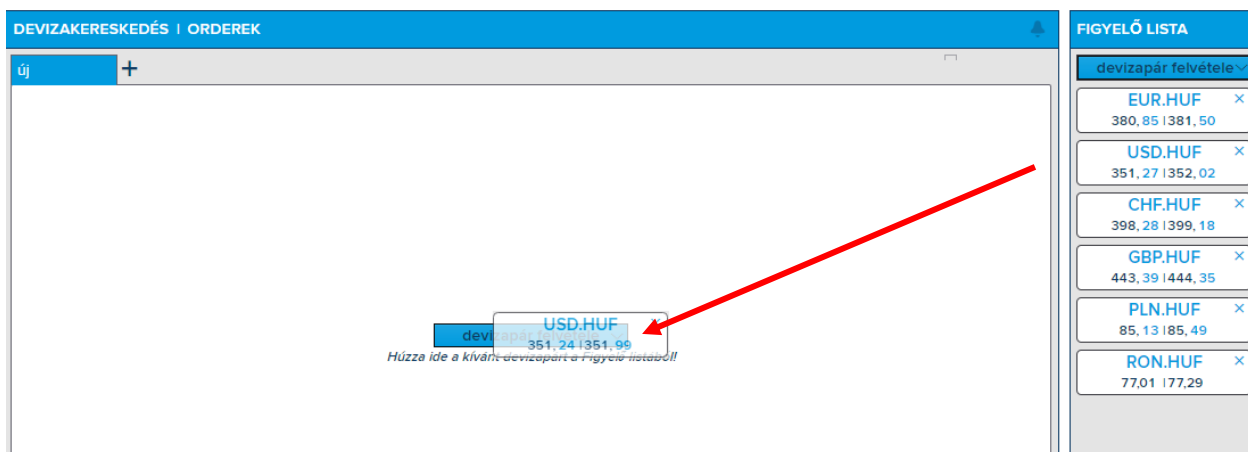 DEVIZAKERESKEDÉS | ORDEREK
új +
USD.HUF ×
devizapár felvétele
351,24 | 351,99
Húzza ide a kívánt devizapárt a Figyelő listából!
FIGYELŐ LISTA
devizapár felvétele
EUR.HUF ×
380,85 | 381,50
USD.HUF ×
351,27 | 352,02
CHF.HUF ×
398,28 | 399,18
GBP.HUF ×
443,39 | 444,35
PLN.HUF ×
85,13 | 85,49
RON.HUF ×
77,01 | 77,29